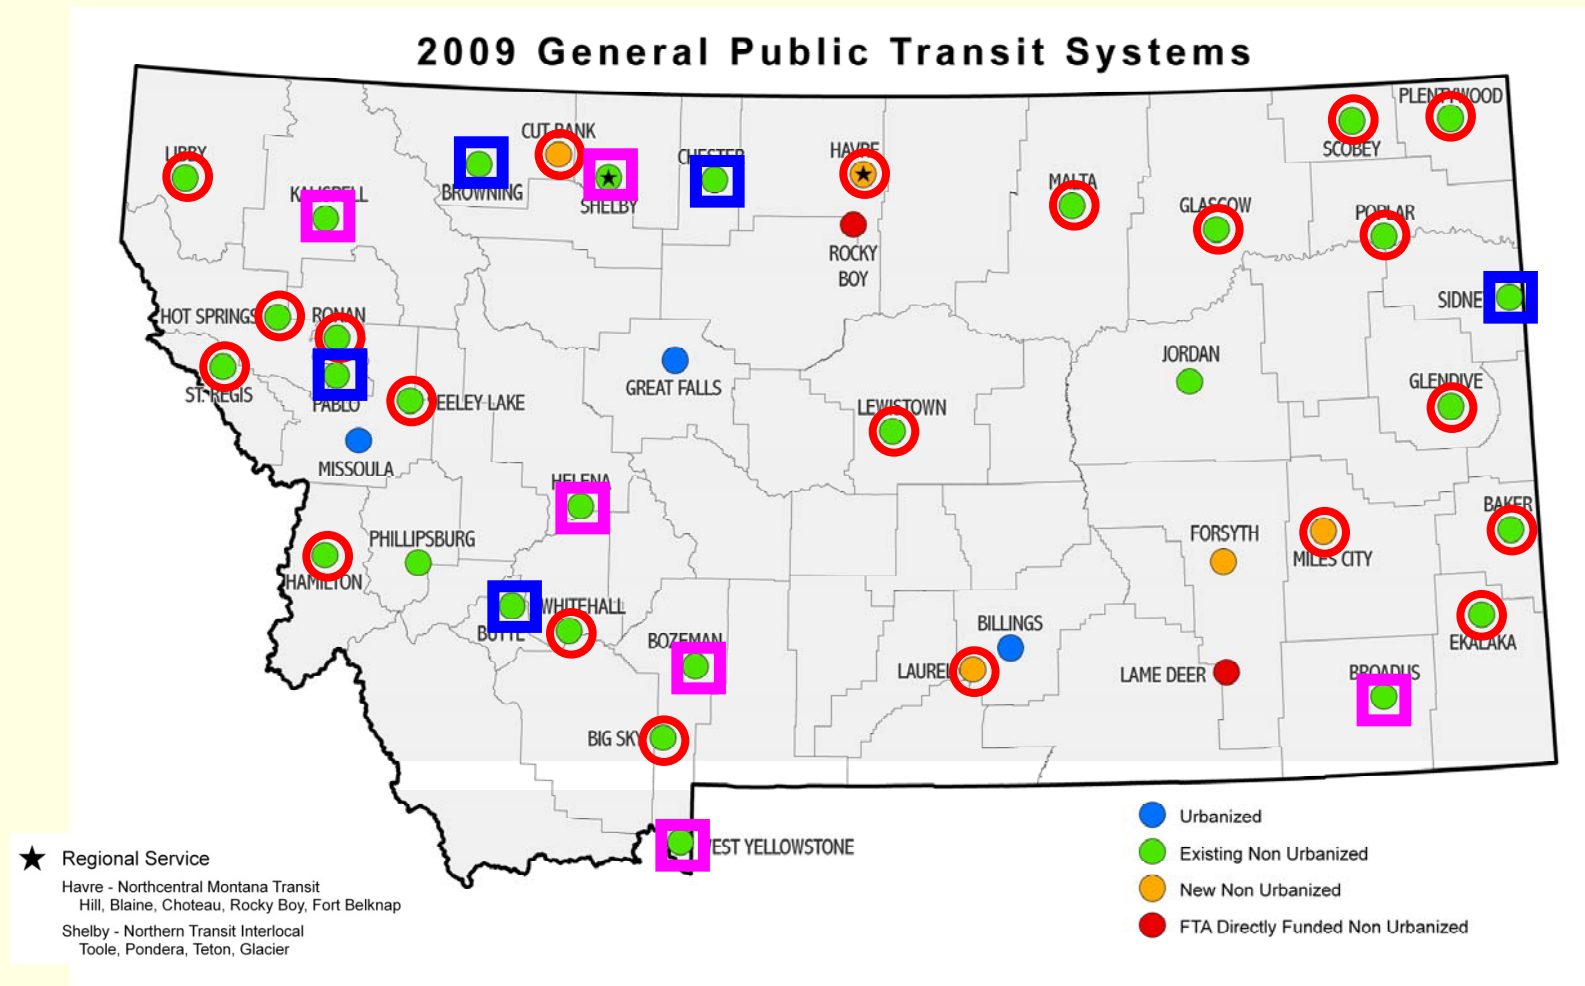 2009 General Public Transit Systems
PLENTYWOOD
CUT BANK
SCOBEY
LIBBY
CHESTER
HAVRE
KALISPELL
BROWNING
SHELBY
MALTA
GLASGOW
POPLAR
ROCKY
BOY
SIDNE
HOT SPRINGS
RONAN
JORDAN
GREAT FALLS
GLENDIVE
ST. REGIS
PABLO
EELEY LAKE
LEWISTOWN
MISSOULA
HELENA
BAKER
PHILLIPSBURG
FORSYTH
MILES CITY
HAMILTON
WHITEHALL
BUTTE
BOZEMAN
BILLINGS
EKALAKA
LAUREL
LAME DEER
BROADUS
BIG SKY
EST YELLOWSTONE
Urbanized
Existing Non Urbanized
New Non Urbanized
FTA Directly Funded Non Urbanized
Regional Service
Havre - Northcentral Montana Transit
Hill, Blaine, Choteau, Rocky Boy, Fort Belknap
Shelby - Northern Transit Interlocal
Toole, Pondera, Teton, Glacier